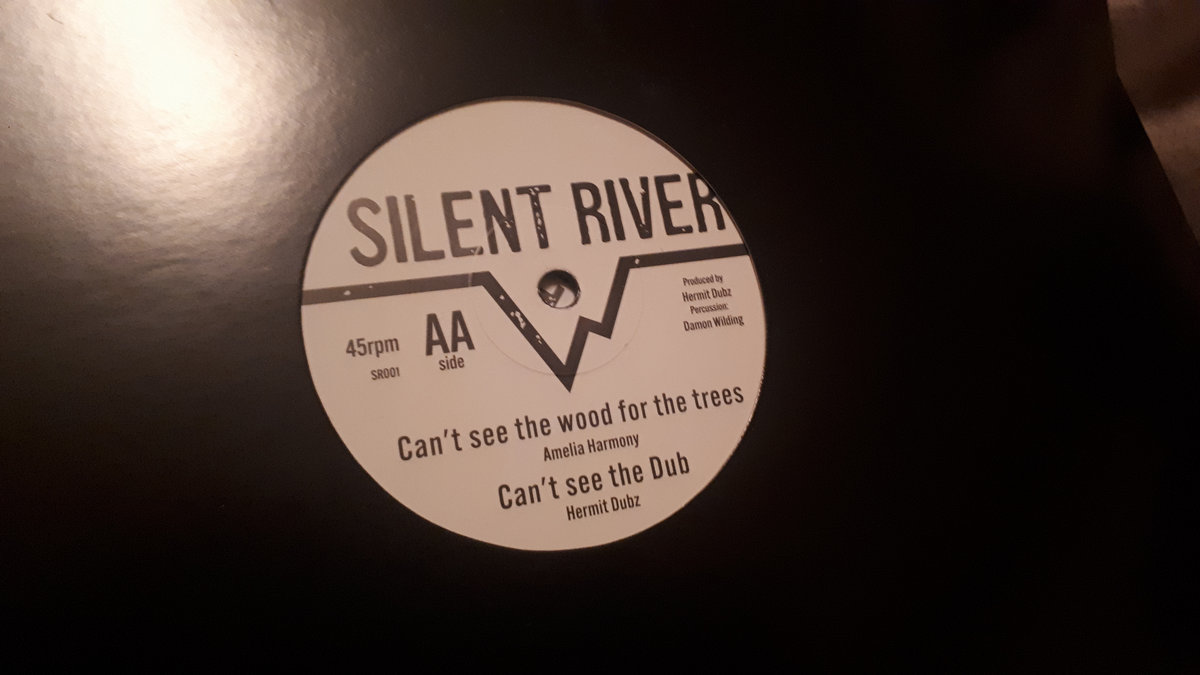 SILENT RIVER
45rpm
SR001
AA
side
Produced by
Hermit Dubz
Percussion:
Damon Wilding
Can't see the wood for the trees
Amelia Harmony
Can't see the Dub
Hermit Dubz